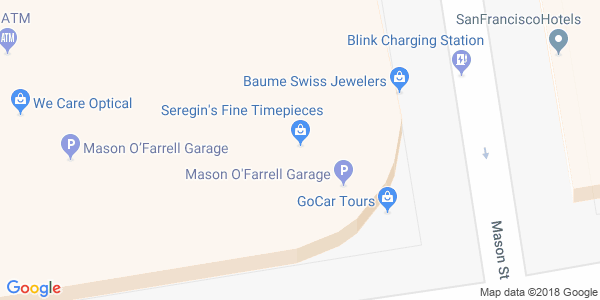 ATM
SanFranciscoHotels
Blink Charging Station
Baume Swiss Jewelers
We Care Optical
Seregin's Fine Timepieces
Mason O'Farrell Garage
Mason O'Farrell Garage
GoCar Tours
Mason St
Google
Map data ©2018 Google